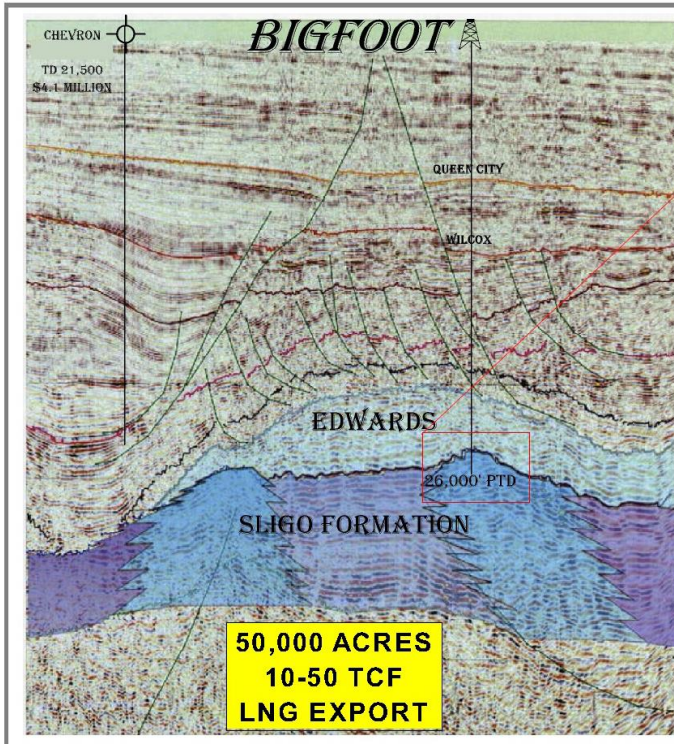 BIGFOOT
CHEVRON
TD 21,500
$4.1 MILLION
QUEEN CITY
WILCOX
EDWARDS
26,000' PTD
SLIGO FORMATION
50,000 ACRES
10-50 TCF
LNG EXPORT